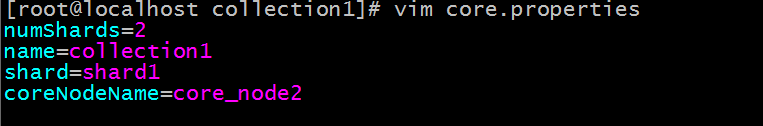 [root@localhost collection1]# vim core.properties
numShards=2
name=collection1
shard=shard1
coreNodeName=core_node2